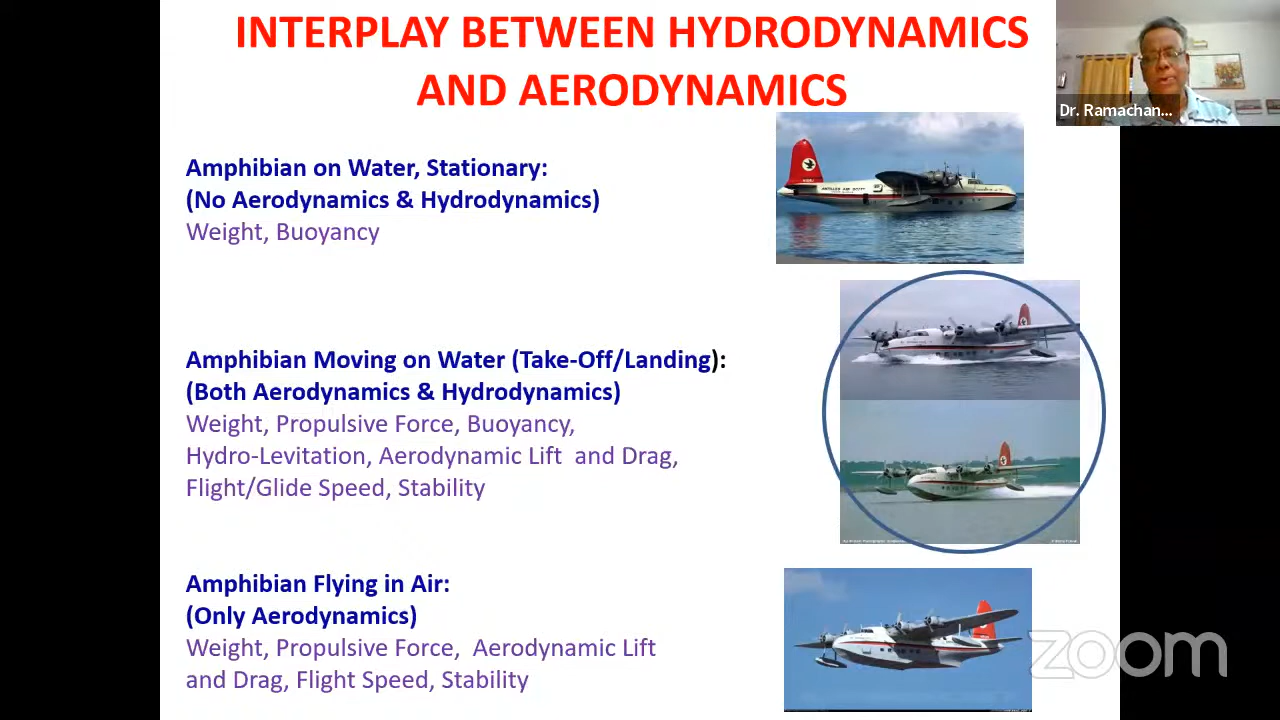 INTERPLAY BETWEEN HYDRODYNAMICS
AND AERODYNAMICS
Dr. Ramachan...
Amphibian on Water, Stationary:
(No Aerodynamics & Hydrodynamics)
Weight, Buoyancy
Amphibian Moving on Water (Take-Off/Landing):
(Both Aerodynamics & Hydrodynamics)
Weight, Propulsive Force, Buoyancy,
Hydro-Levitation, Aerodynamic Lift and Drag,
Flight/Glide Speed, Stability
Amphibian Flying in Air:
(Only Aerodynamics)
Weight, Propulsive Force, Aerodynamic Lift
and Drag, Flight Speed, Stability
zoom